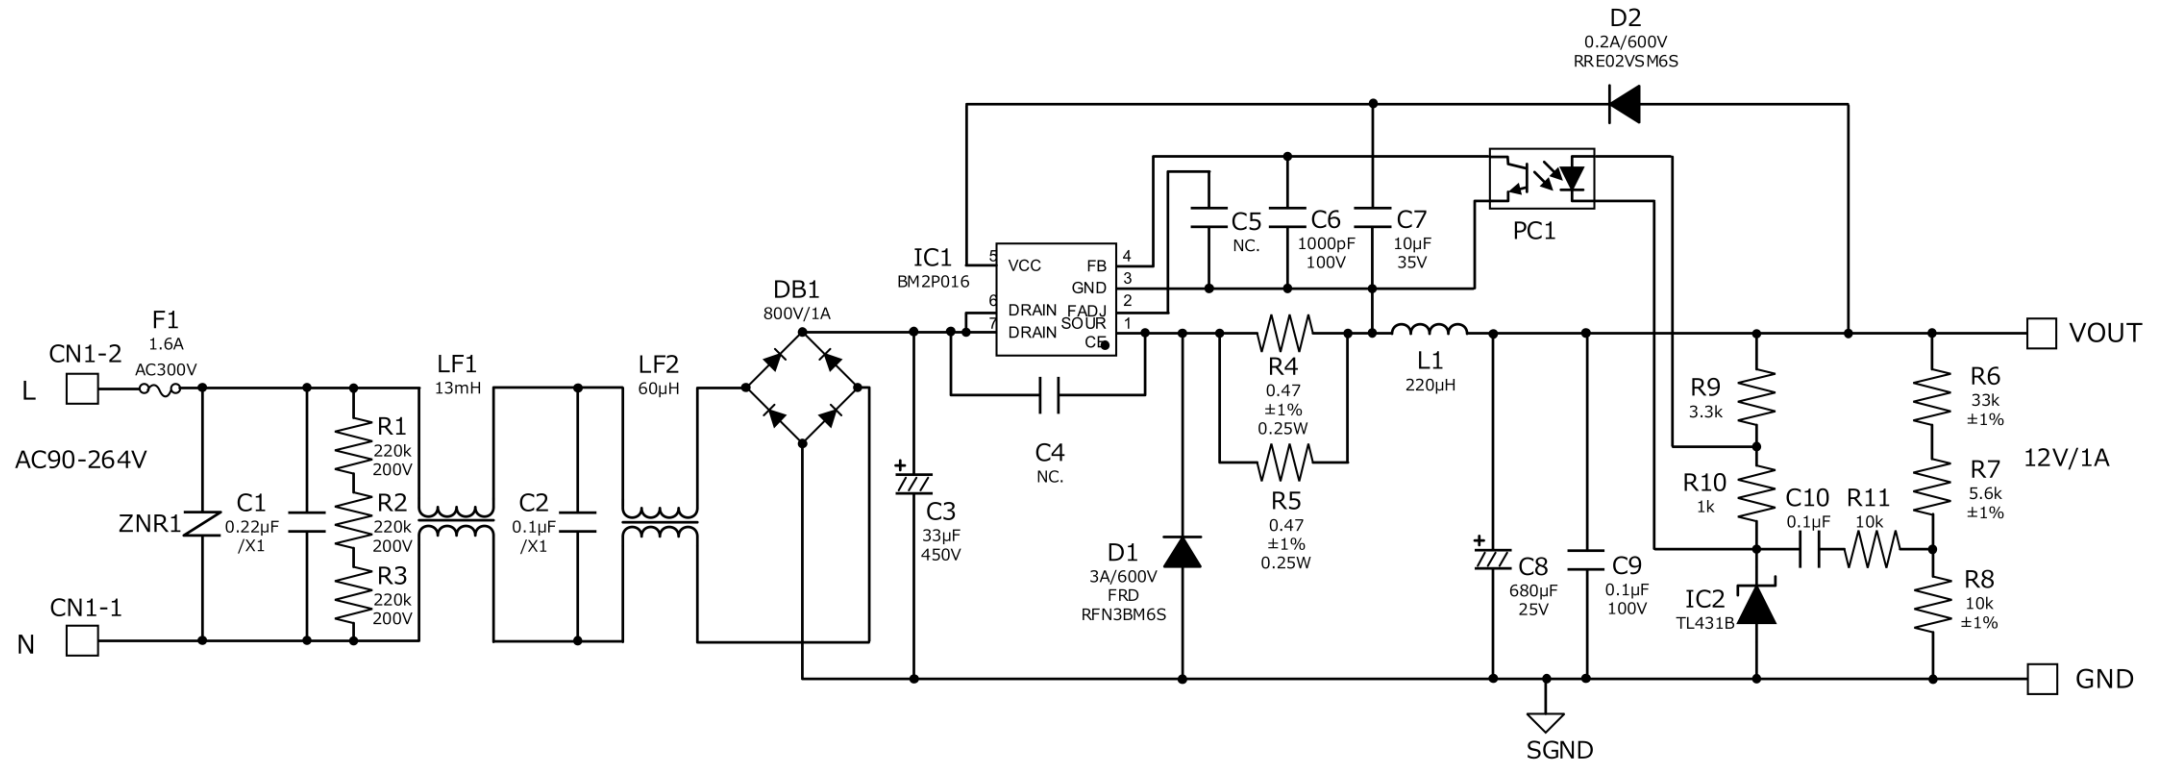 D2
0.2A/600V
RRE02VSM6S
PC1
C5
NC.
C6
1000pF
100V
C7
10µF
35V
IC1
BM2P016
5
VCC
6
DRAIN
7
DRAIN
FB
4
GND
3
FADJ
2
SOUR
CE
1
DB1
800V/1A
F1
1.6A
AC300V
CN1-2
L
LF1
13mH
LF2
60µH
AC90-264V
ZNR1
C1
0.22µF
/X1
R1
220k
200V
R2
220k
200V
R3
220k
200V
C2
0.1µF
/X1
CN1-1
N
C3
33µF
450V
+
C4
NC.
R4
0.47
±1%
0.25W
R5
0.47
±1%
0.25W
L1
220µH
D1
3A/600V
FRD
RFN3BM6S
+
C8
680µF
25V
C9
0.1µF
100V
R9
3.3k
R10
1k
C10
0.1µF
R11
10k
IC2
TL431B
R6
33k
±1%
R7
5.6k
±1%
R8
10k
±1%
VOUT
12V/1A
GND
SGND